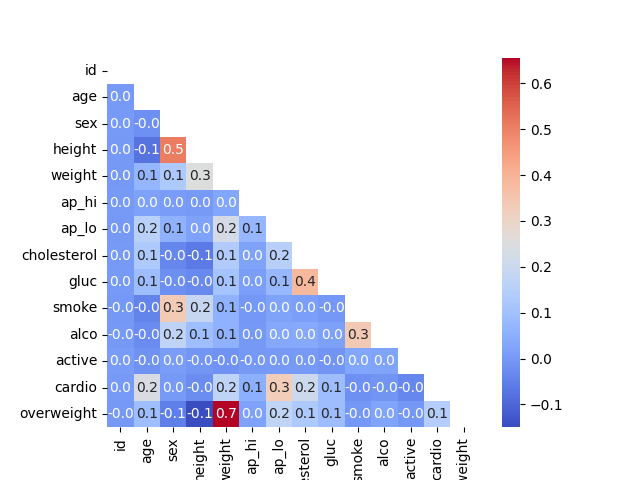 id
age 0.0
sex 0.0 -0.0
height 0.0 -0.1 0.5
weight 0.0 0.1 0.1 0.3
ap_hi 0.0 0.0 0.0 0.0 0.0
ap_lo 0.0 0.2 0.1 0.0 0.2 0.1
cholesterol 0.0 0.1 -0.0 -0.1 0.1 0.0 0.2
gluc 0.0 0.1 -0.0 -0.0 0.1 0.0 0.1 0.4
smoke -0.0 -0.0 0.3 0.2 0.1 -0.0 0.0 0.0 -0.0
alco 0.0 -0.0 0.2 0.1 0.1 0.0 0.0 0.0 0.0 0.3
active 0.0 -0.0 0.0 -0.0 -0.0 -0.0 0.0 0.0 -0.0 0.0 0.0
cardio 0.0 0.2 0.0 -0.0 0.2 0.1 0.3 0.2 0.1 -0.0 -0.0 -0.0
overweight -0.0 0.1 -0.1 -0.1 0.7 0.0 0.2 0.1 0.1 -0.0 0.0 -0.0 0.1
id age sex height weight ap_hi ap_lo esterol gluc smoke alco active cardio weight
0.6
0.5
0.4
0.3
0.2
0.1
0.0
−0.1